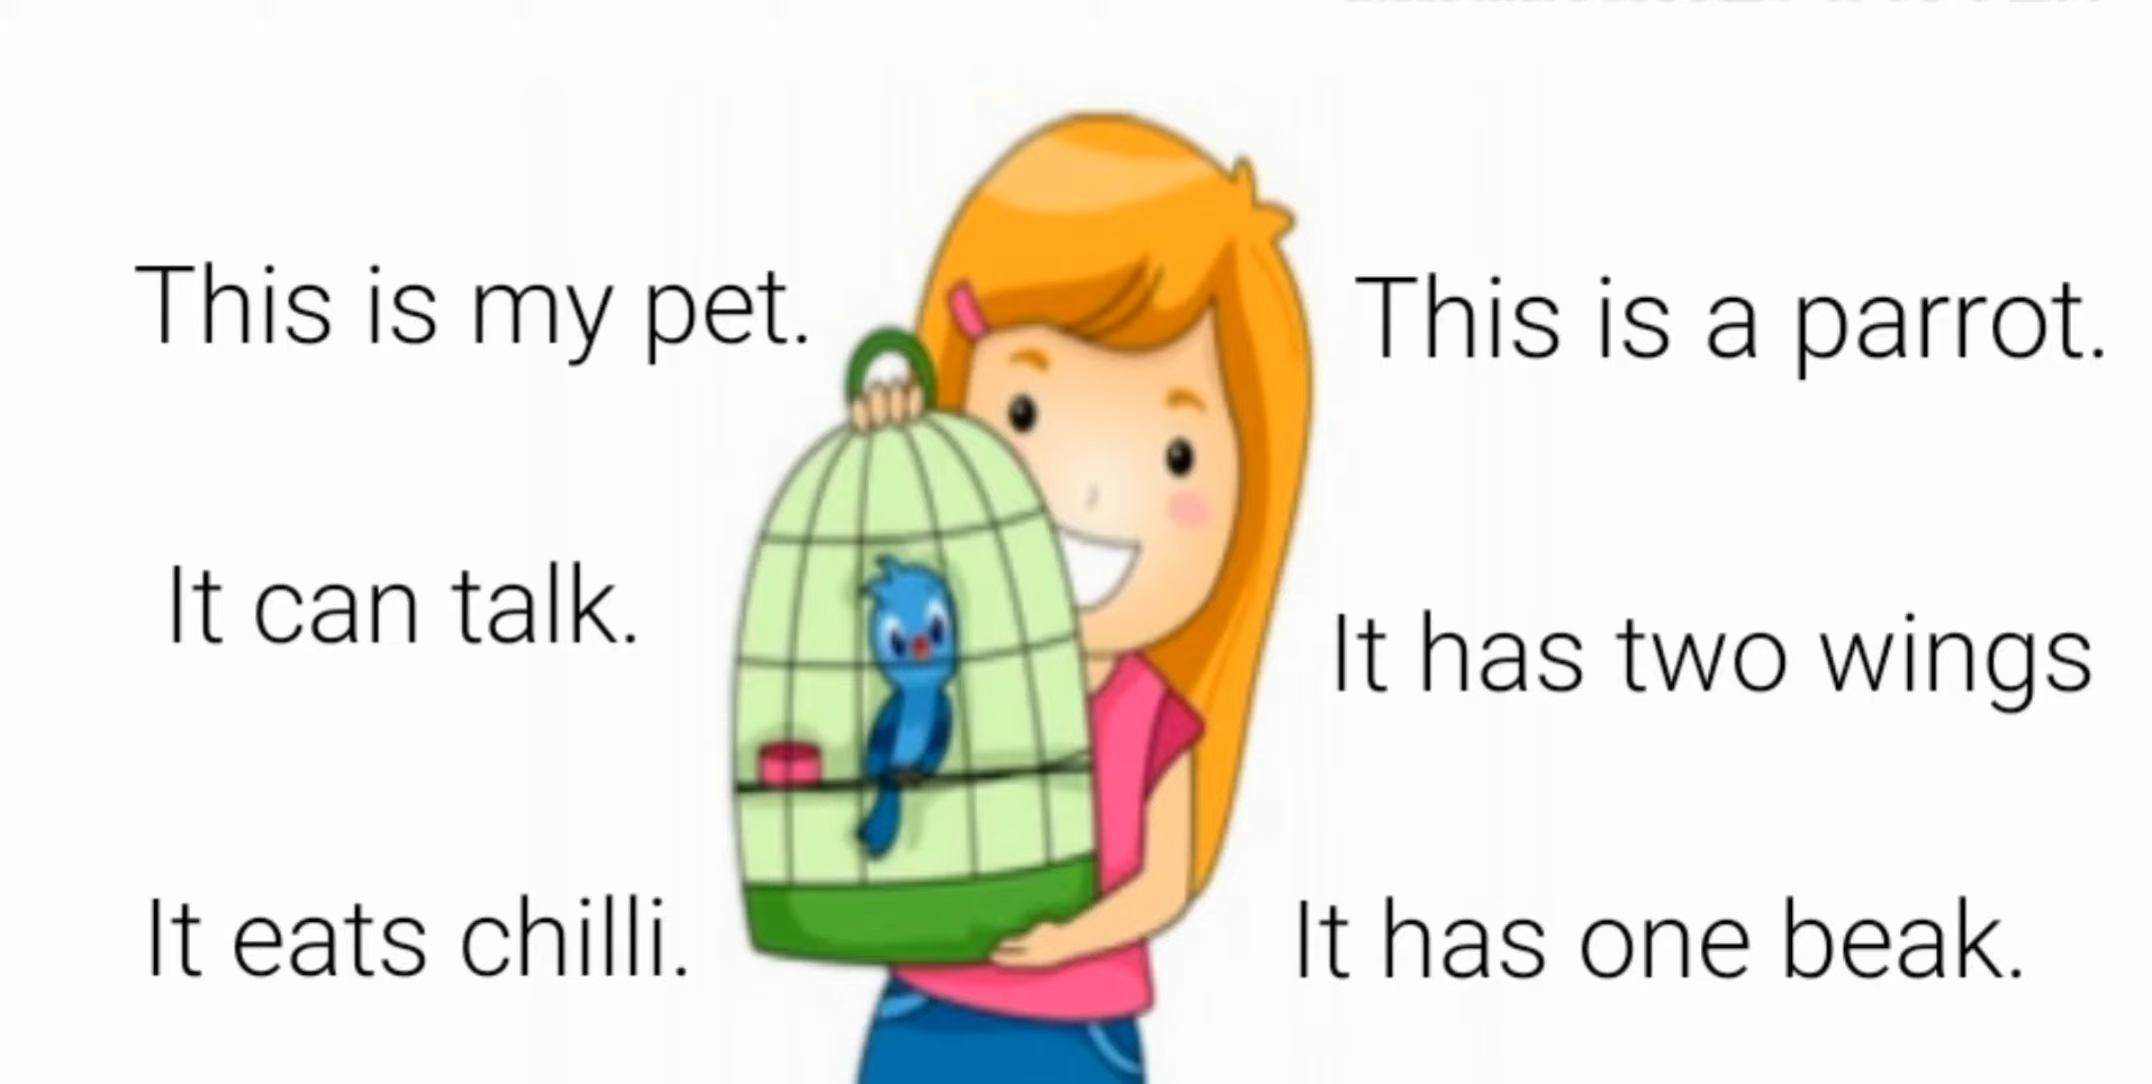 This is my pet.
This is a parrot.
It can talk.
It has two wings
It eats chilli.
It has one beak.